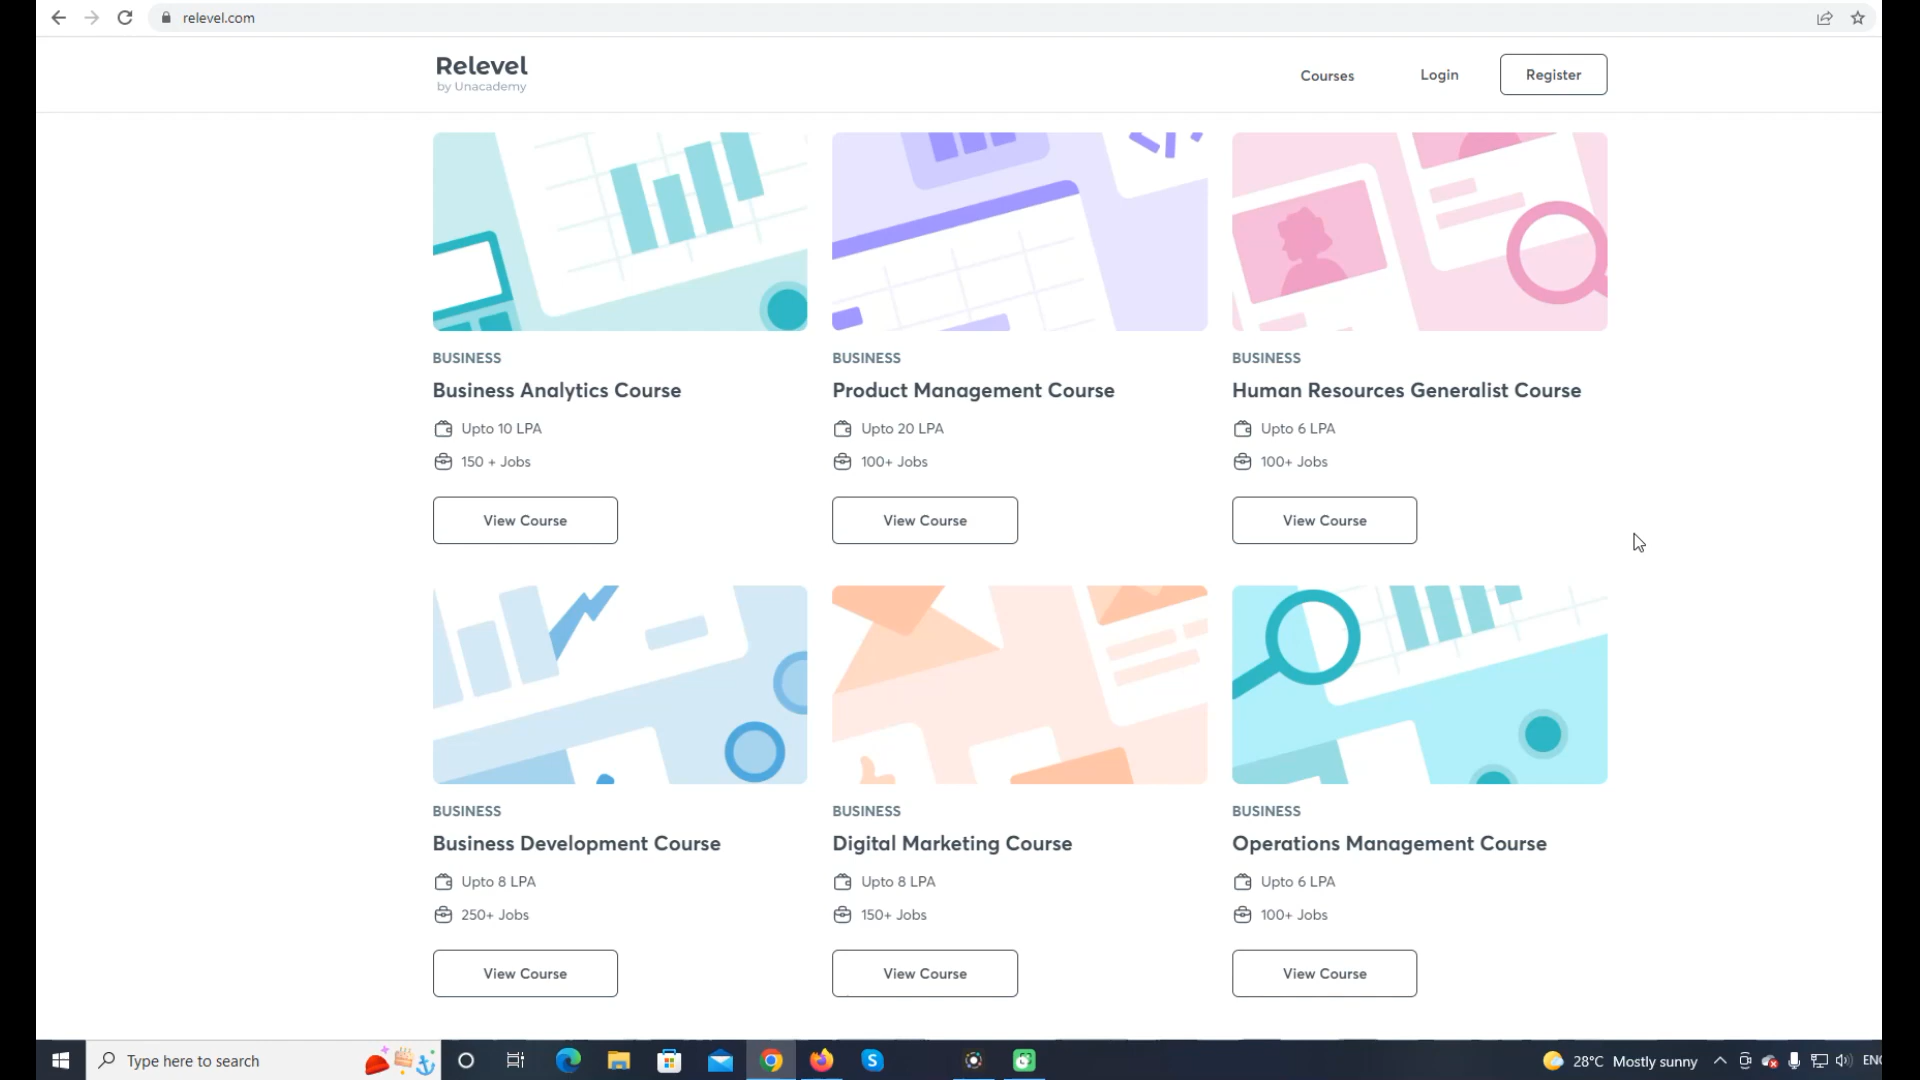 relevel.com
Relevel
by Unacademy
Courses
Login
Register
BUSINESS
Business Analytics Course
Upto 10 LPA
150 + Jobs
View Course
BUSINESS
Product Management Course
Upto 20 LPA
100+ Jobs
View Course
BUSINESS
Human Resources Generalist Course
Upto 6 LPA
100+ Jobs
View Course
BUSINESS
Business Development Course
Upto 8 LPA
250+ Jobs
View Course
BUSINESS
Digital Marketing Course
Upto 8 LPA
150+ Jobs
View Course
BUSINESS
Operations Management Course
Upto 6 LPA
100+ Jobs
View Course
Type here to search
28°C Mostly sunny
ENG